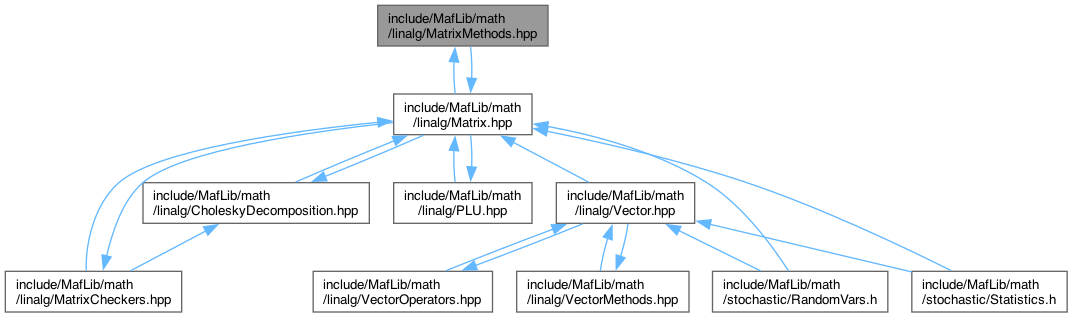 include/MafLib/math
/linalg/MatrixMethods.hpp
include/MafLib/math
/linalg/Matrix.hpp
include/MafLib/math
/linalg/CholeskyDecomposition.hpp
include/MafLib/math
/linalg/PLU.hpp
include/MafLib/math
/linalg/Vector.hpp
include/MafLib/math
/linalg/MatrixCheckers.hpp
include/MafLib/math
/linalg/VectorOperators.hpp
include/MafLib/math
/linalg/VectorMethods.hpp
include/MafLib/math
/stochastic/RandomVars.h
include/MafLib/math
/stochastic/Statistics.h